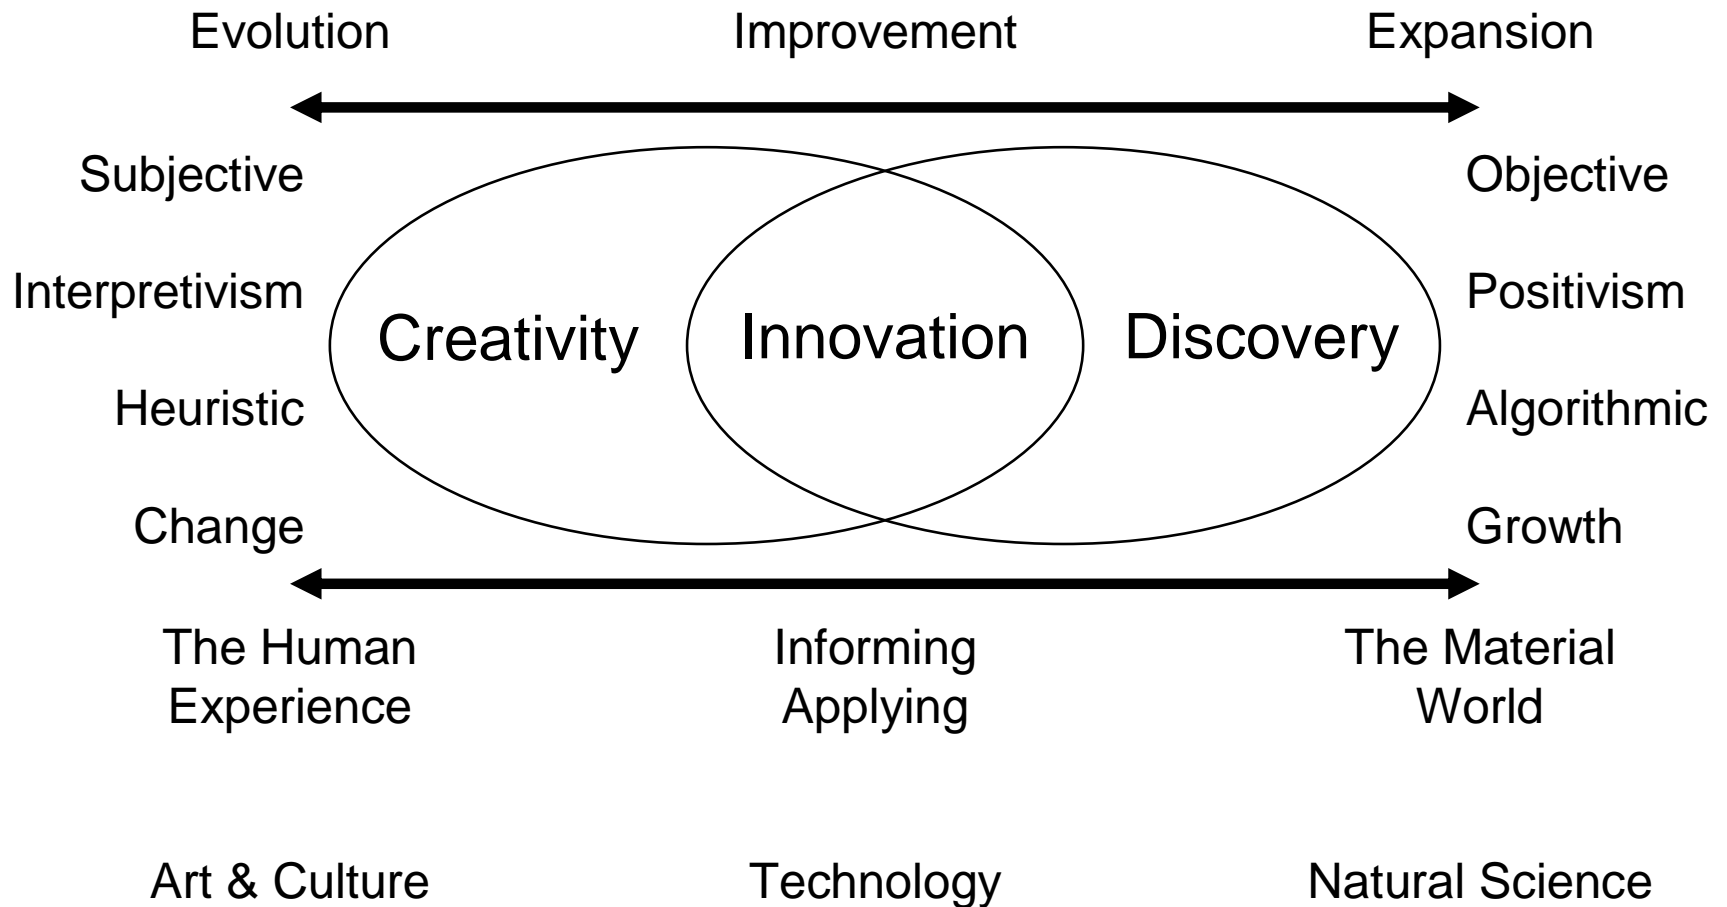 Evolution Improvement Expansion
Subjective Objective
Interpretivism Positivism
Creativity Innovation Discovery
Heuristic Algorithmic
Change Growth
The Human Informing The Material
Experience Applying World
Art & Culture Technology Natural Science